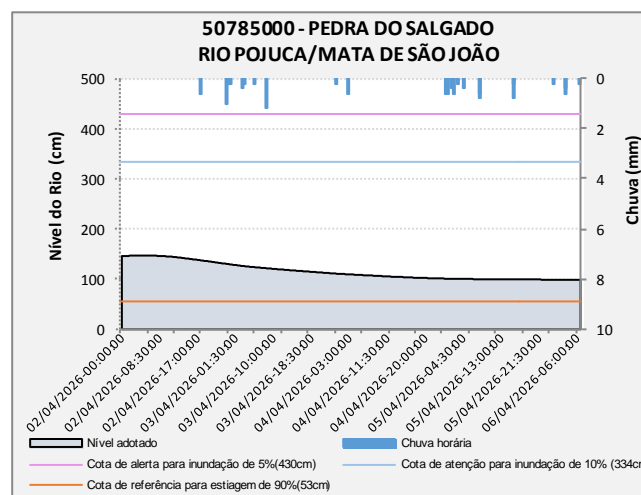 50785000 - PEDRA DO SALGADO
RIO POJUCA/MATA DE SÃO JOÃO
Nível do Rio (cm)
500
400
300
200
100
0
Chuva (mm)
0
2
4
6
8
10
02/04/2026-00:00:00
02/04/2026-08:30:00
02/04/2026-17:00:00
03/04/2026-01:30:00
03/04/2026-10:00:00
03/04/2026-18:30:00
04/04/2026-03:00:00
04/04/2026-11:30:00
04/04/2026-20:00:00
05/04/2026-04:30:00
05/04/2026-13:00:00
05/04/2026-21:30:00
06/04/2026-06:00:00
Nível adotado
Chuva horária
Cota de alerta para inundação de 5%(430cm)
Cota de atenção para inundação de 10% (334cm
Cota de referência para estiagem de 90%(53cm)